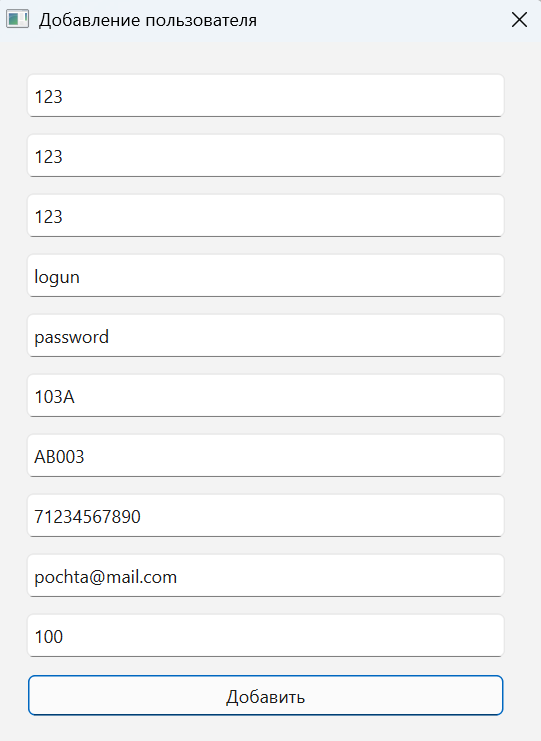 Добавление пользователя
123
123
123
logun
password
103A
AB003
71234567890
pochta@mail.com
100
Добавить